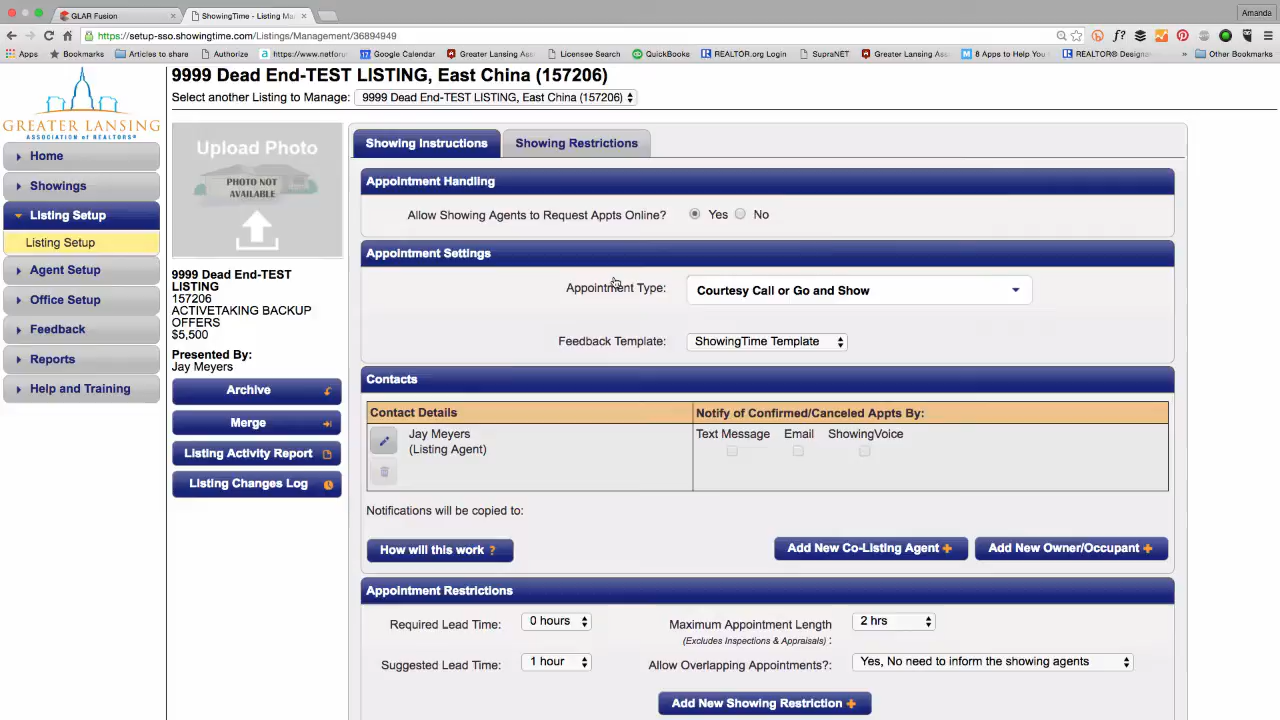 GLAR Fusion
ShowingTime - Listing Ma
Amanda
https://setup-sso.showingtime.com/Listings/Management/36894949
Apps
Bookmarks
Articles to share
Authorize
https://www.netforu
Google Calendar
Greater Lansing Ast
Licensee Search
QuickBooks
REALTOR.org Login
SupraNET
Greater Lansing Ass
8 Apps to Help You
REALTOR® Designa
Other Bookmarks
GREATER LANSING
ASSOCIATION of REALTORS®
Home
Showings
Listing Setup
Listing Setup
Agent Setup
Office Setup
Feedback
Reports
Help and Training
9999 Dead End-TEST LISTING, East China (157206)
Select another Listing to Manage: 9999 Dead End-TEST LISTING, East China (157206)
Upload Photo
PHOTO NOT
AVAILABLE
9999 Dead End-TEST
LISTING
157206
ACTIVETAKING BACKUP
OFFERS
$5,500
Presented By:
Jay Meyers
Archive
Merge
Listing Activity Report
Listing Changes Log
Showing Instructions
Showing Restrictions
Appointment Handling
Allow Showing Agents to Request Appts Online? Yes No
Appointment Settings
Appointment Type: Courtesy Call or Go and Show
Feedback Template: ShowingTime Template
Contacts
Contact Details
Notify of Confirmed/Canceled Appts By:
Jay Meyers
(Listing Agent)
Text Message Email ShowingVoice
Notifications will be copied to:
How will this work ?
Add New Co-Listing Agent +
Add New Owner/Occupant +
Appointment Restrictions
Required Lead Time: 0 hours
Maximum Appointment Length 2 hrs
(Excludes Inspections & Appraisals) :
Suggested Lead Time: 1 hour
Allow Overlapping Appointments?: Yes, No need to inform the showing agents
Add New Showing Restriction +